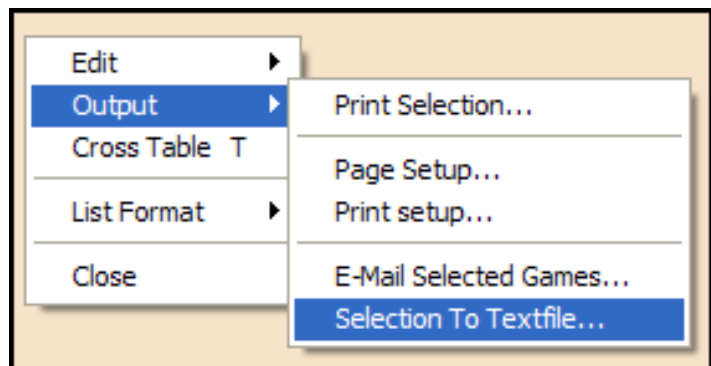 Edit
Output
Cross Table T
List Format
Close
Print Selection...
Page Setup...
Print setup...
E-Mail Selected Games...
Selection To Textfile...